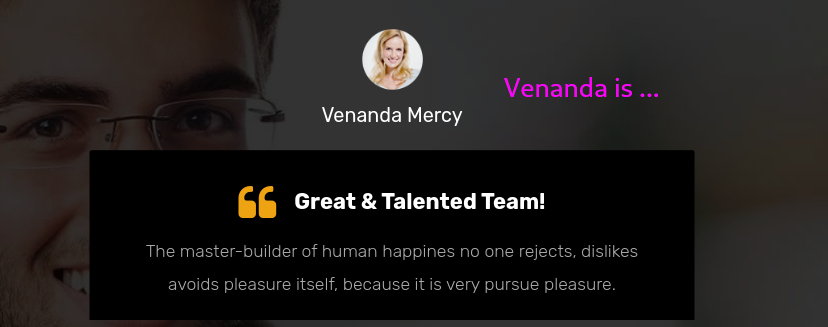 Venanda is ...
Venanda Mercy
Great & Talented Team!
The master-builder of human happines no one rejects, dislikes
avoids pleasure itself, because it is very pursue pleasure.